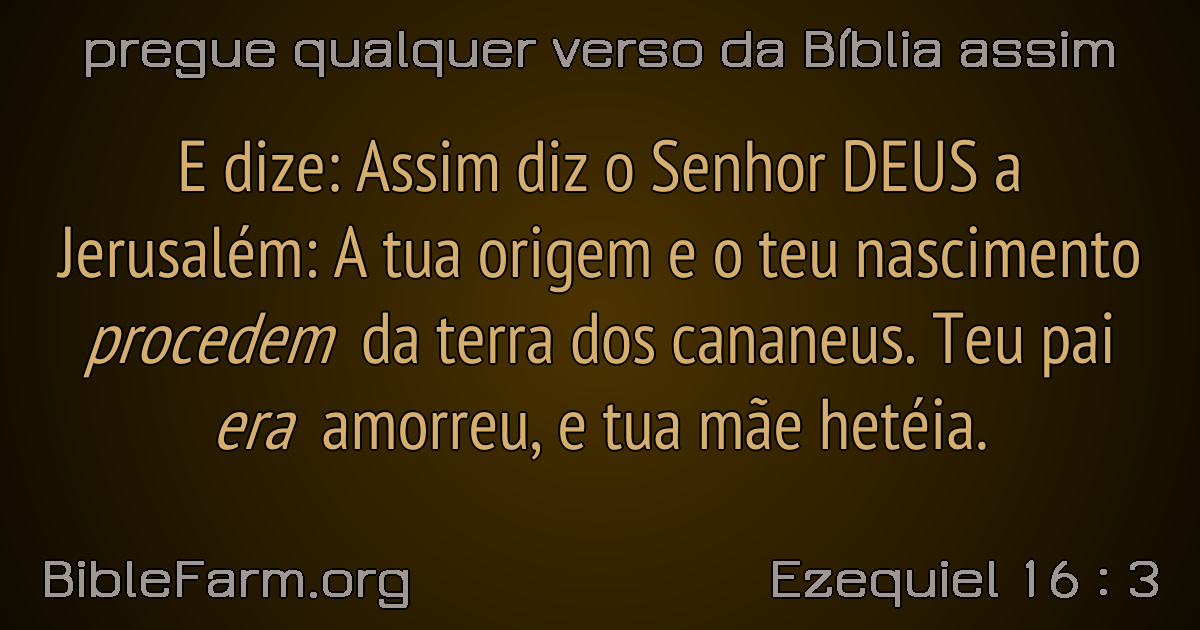 pregue qualquer verso da Bíblia assim
E dize: Assim diz o Senhor DEUS a
Jerusalém: A tua origem e o teu nascimento
procedem da terra dos cananeus. Teu pai
era amorreu, e tua mãe hetéia.
BibleFarm.org
Ezequiel 16 : 3